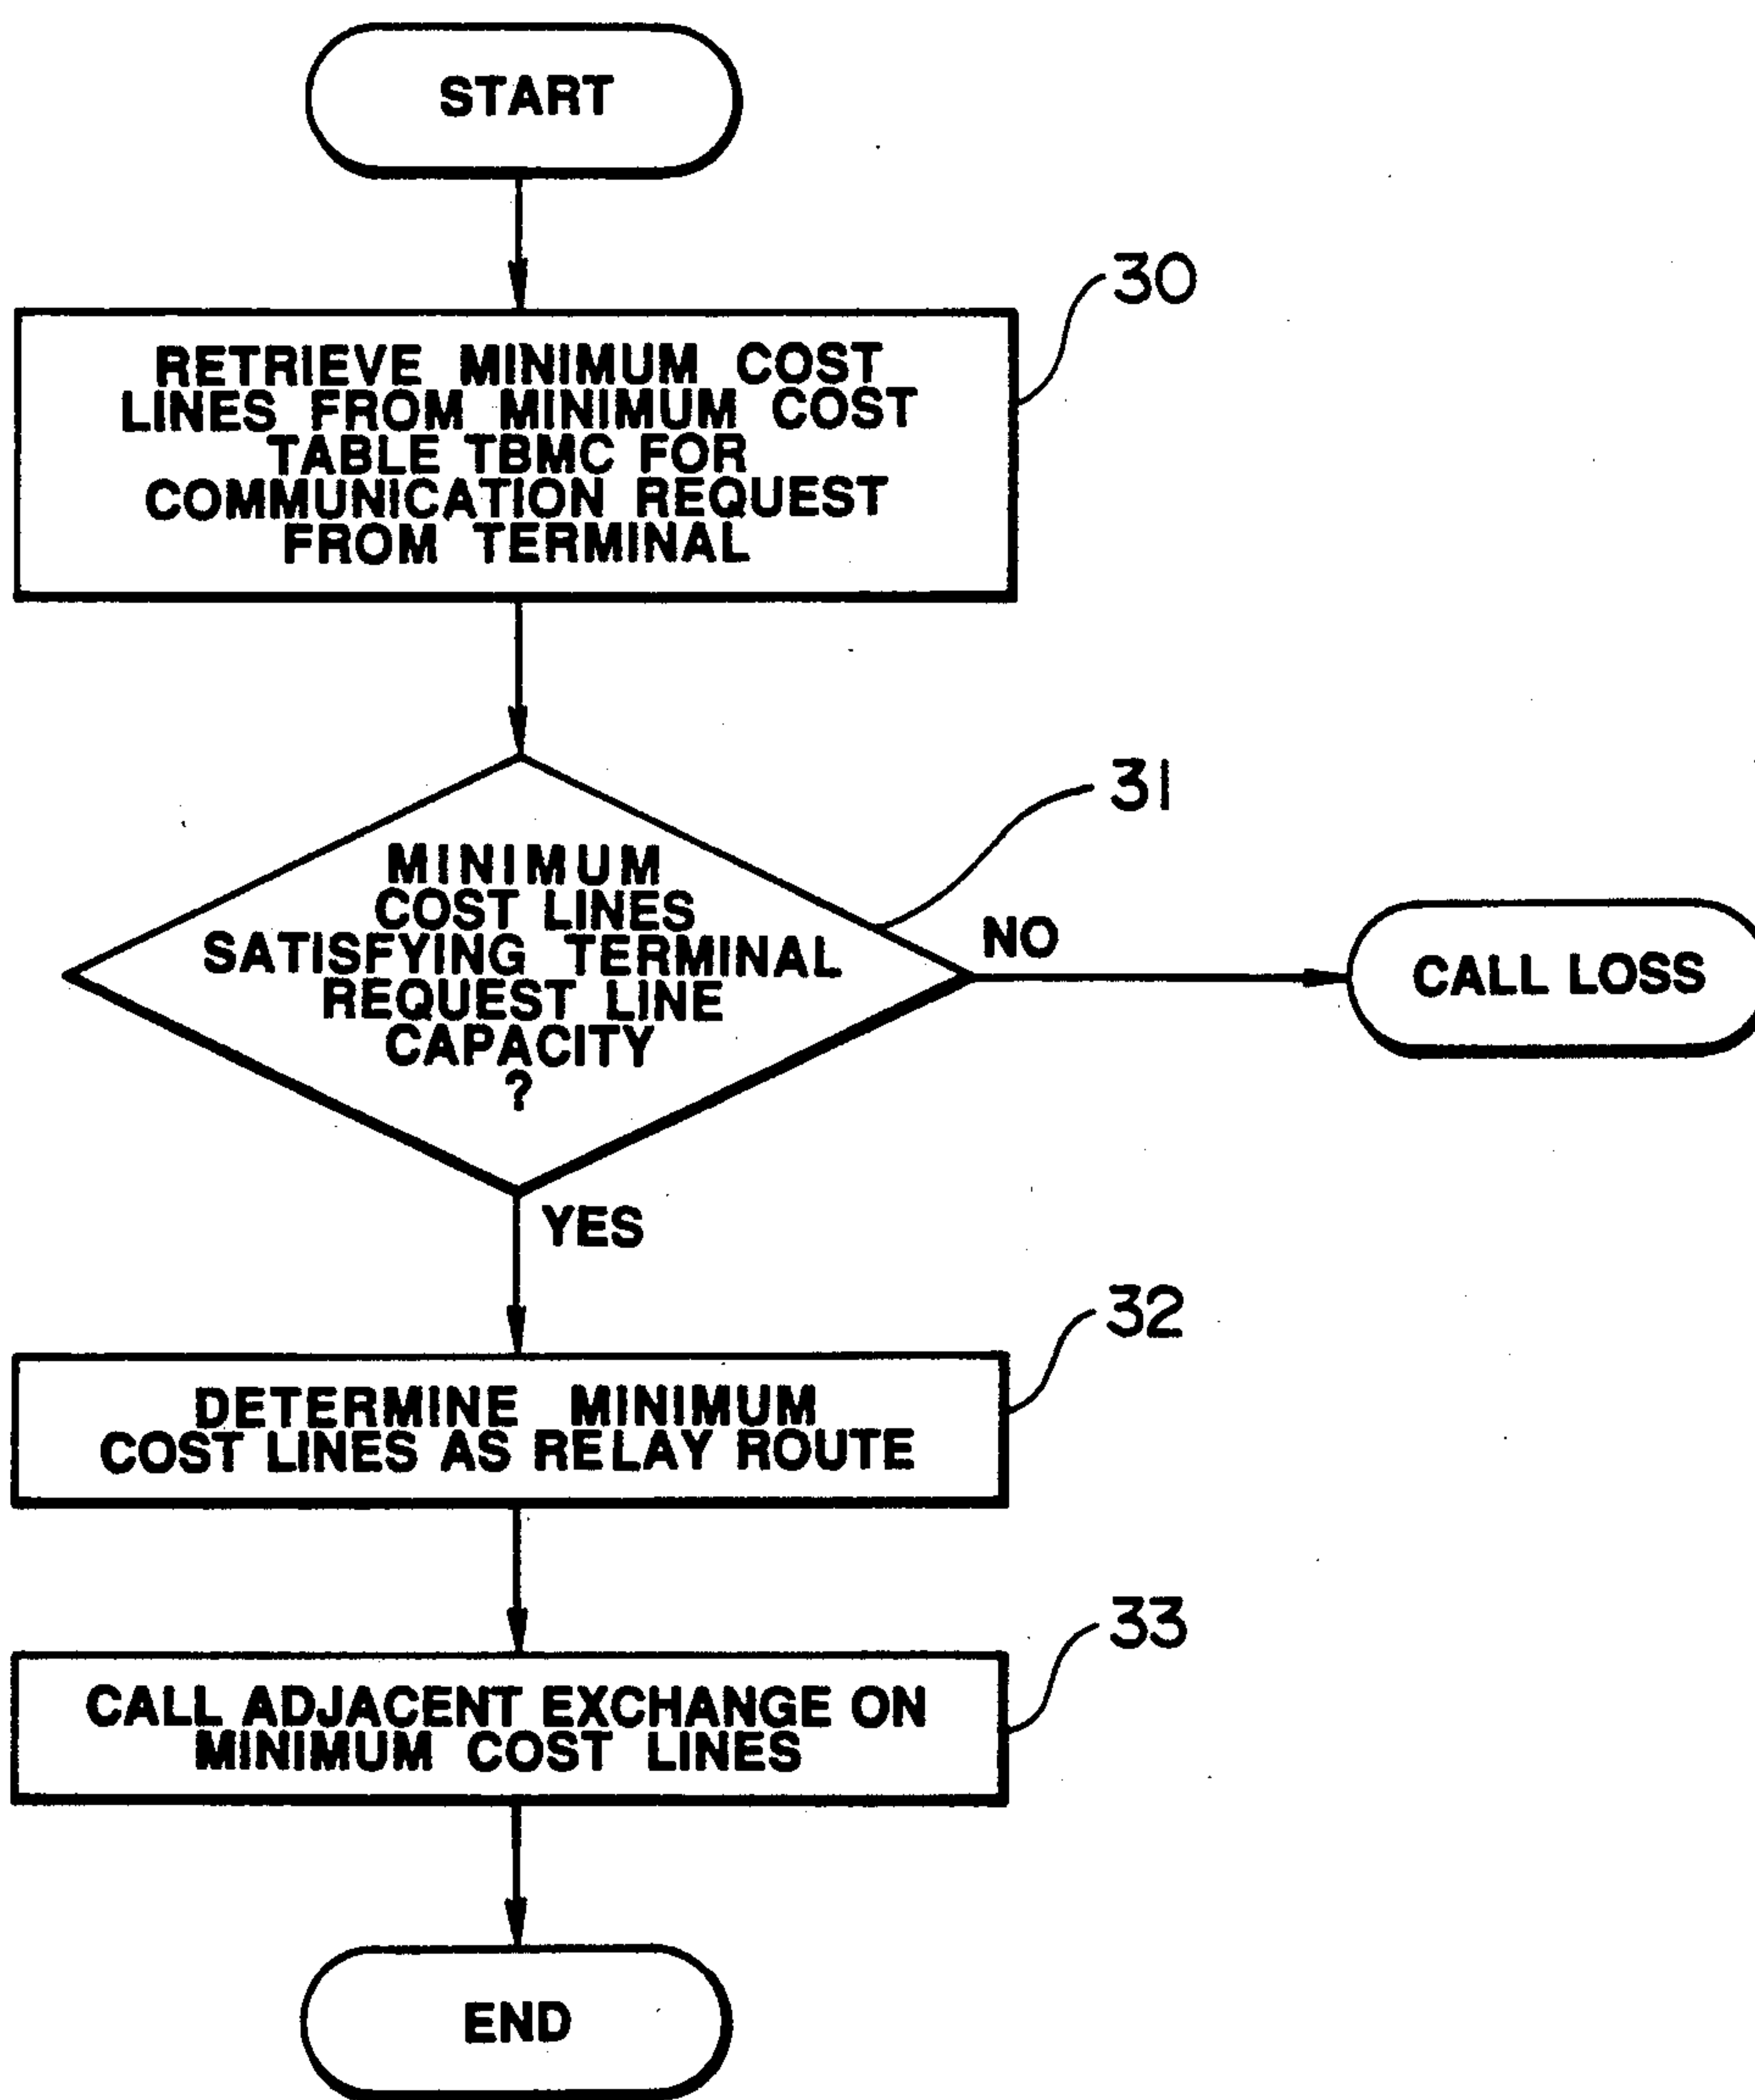 START
30
RETRIEVE MINIMUM COST
LINES FROM MINIMUM COST
TABLE TBMC FOR
COMMUNICATION REQUEST
FROM TERMINAL
31
MINIMUM
COST LINES
SATISFYING TERMINAL
REQUEST LINE
CAPACITY
?
NO
CALL LOSS
YES
32
DETERMINE MINIMUM
COST LINES AS RELAY ROUTE
33
CALL ADJACENT EXCHANGE ON
MINIMUM COST LINES
END